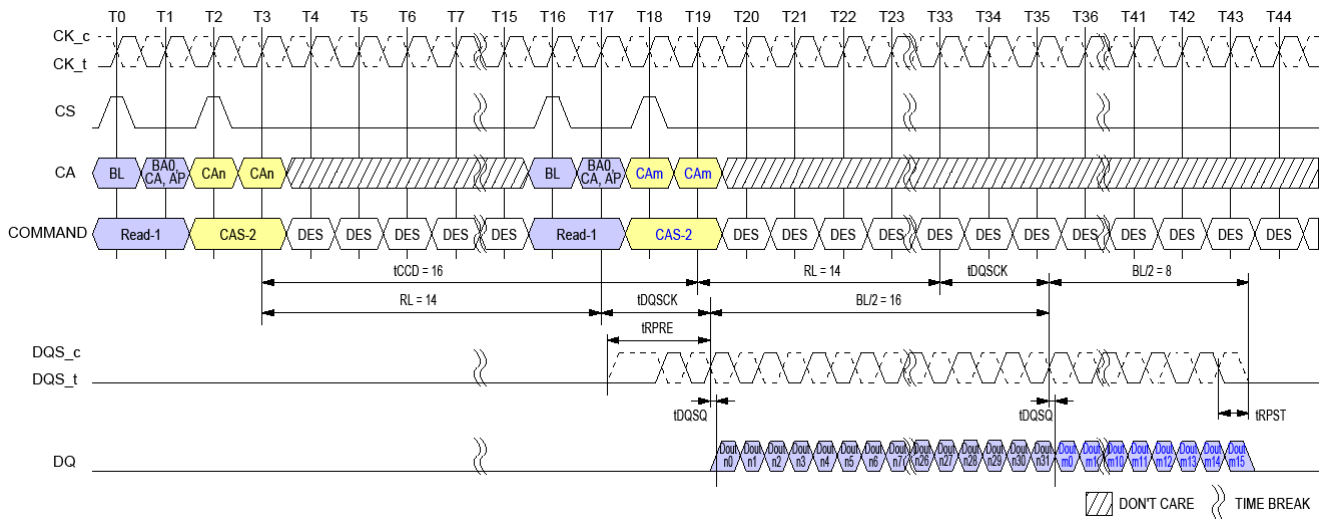 T0 T1 T2 T3 T4 T5 T6 T7 T15 T16 T17 T18 T19 T20 T21 T22 T23 T33 T34 T35 T36 T41 T42 T43 T44
CK_c
CK_t
CS
CA BL BA0, CA, AP CAn CAn BL BA0, CA, AP CAm CAm
COMMAND Read-1 CAS-2 DES DES DES DES DES Read-1 CAS-2 DES DES DES DES DES DES DES DES DES DES DES DES
tCCD = 16 RL = 14 tDQSCK BL/2 = 8
RL = 14 tDQSCK BL/2 = 16
tRPRE
DQS_c
DQS_t
tDQSQ tDQSQ tRPST
DQ Dout n0 Dout n1 Dout n2 Dout n3 Dout n4 Dout n5 Dout n6 Dout n7 Dout n26 Dout n27 Dout n28 Dout n29 Dout n30 Dout n31 Dout m0 Dout m1 Dout m10 Dout m11 Dout m12 Dout m13 Dout m14 Dout m15
DON'T CARE TIME BREAK